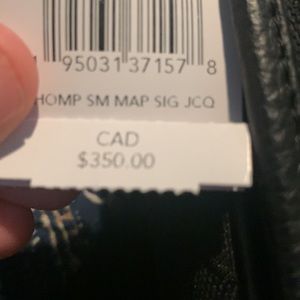 95031 37157 8
HOMP SM MAP SIG JCQ
CAD
$350.00